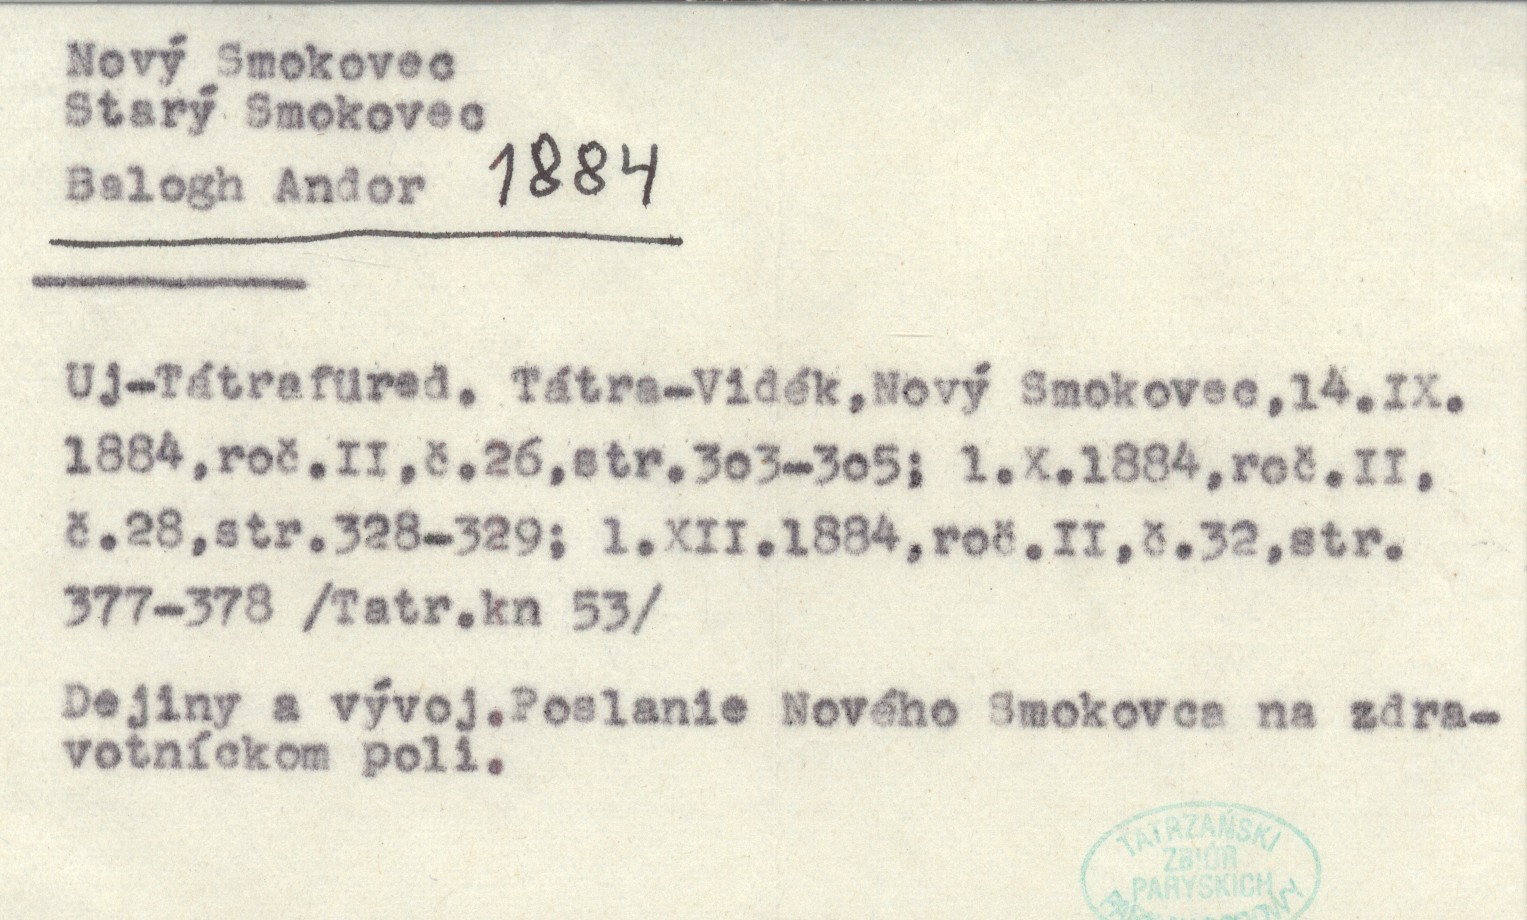 Nový Smokovec
Starý Smokovec
Balogh Andor 1884
Uj-Tátrafüred. Tátra-Vidék,Nový Smokovec,14.IX.
1884,roč.II,č.26,str.303-305; 1.X.1884,roč.II,
č.28,str.328-329; 1.XII.1884,roč.II,č.32,str.
377-378 /Tatr.kn 53/
Dejiny a vývoj.Poslanie Nového Smokovca na zdra-
votníckom poli.
TATRZAŃSKI
ZBIÓR
PARYSKICH